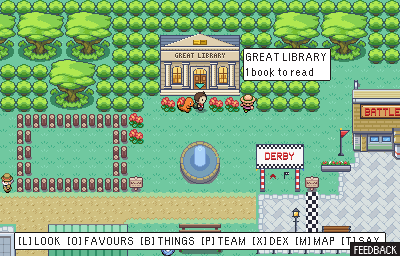 GREAT LIBRARY
GREAT LIBRARY
1 book to read
BATTLE
DERBY
[L]LOOK [O]FAVOURS [B]THINGS [P]TEAM [X]DEX [M]MAP [T]SAY
FEEDBACK